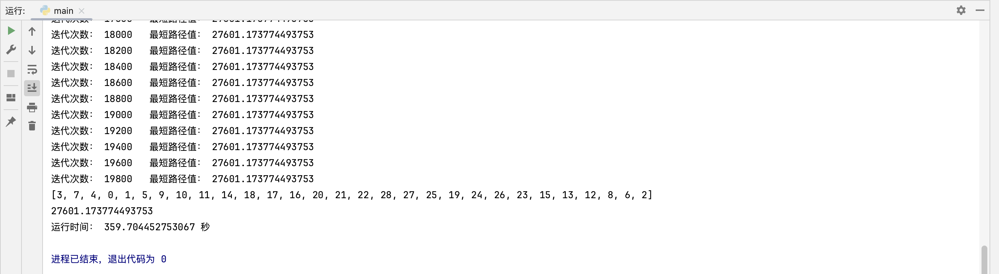 运行: main
迭代次数: 18000 最短路径值: 27601.173774493753
迭代次数: 18200 最短路径值: 27601.173774493753
迭代次数: 18400 最短路径值: 27601.173774493753
迭代次数: 18600 最短路径值: 27601.173774493753
迭代次数: 18800 最短路径值: 27601.173774493753
迭代次数: 19000 最短路径值: 27601.173774493753
迭代次数: 19200 最短路径值: 27601.173774493753
迭代次数: 19400 最短路径值: 27601.173774493753
迭代次数: 19600 最短路径值: 27601.173774493753
迭代次数: 19800 最短路径值: 27601.173774493753
[3, 7, 4, 0, 1, 5, 9, 10, 11, 14, 18, 17, 16, 20, 21, 22, 28, 27, 25, 19, 24, 26, 23, 15, 13, 12, 8, 6, 2]
27601.173774493753
运行时间: 359.704452753067 秒
进程已结束,退出代码为 0